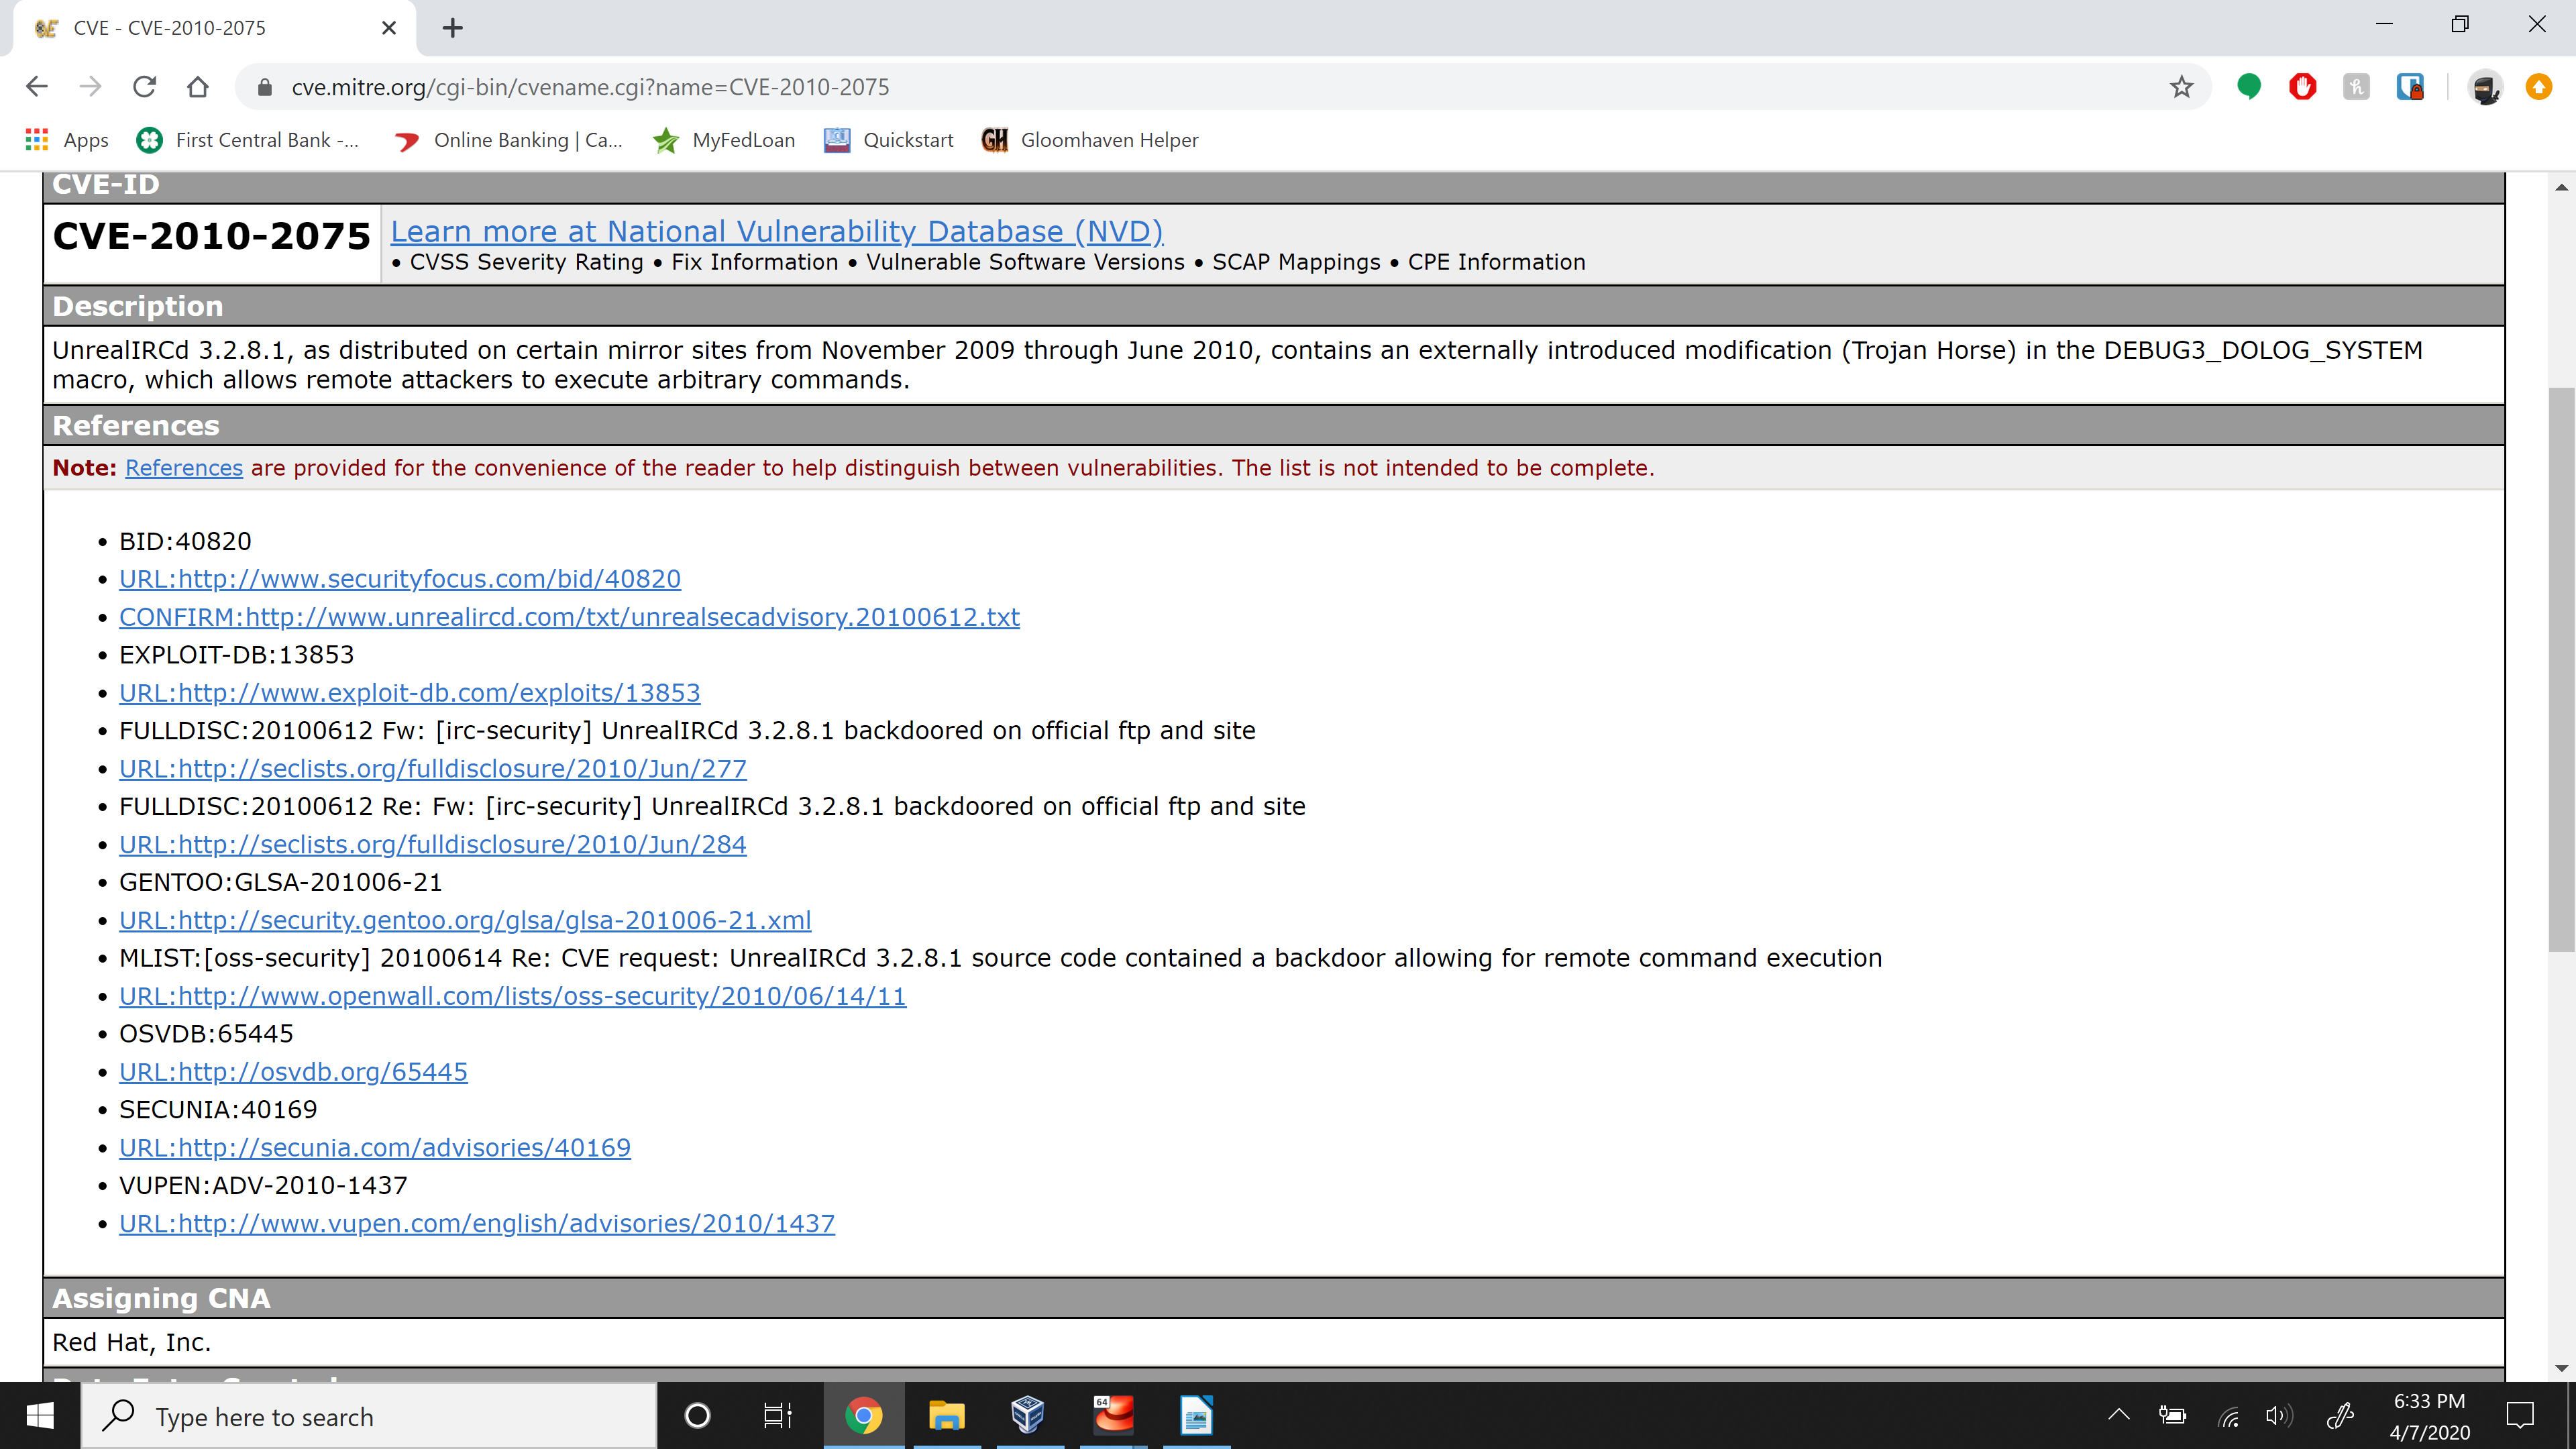 CVE - CVE-2010-2075
cve.mitre.org/cgi-bin/cvename.cgi?name=CVE-2010-2075
Apps First Central Bank -... Online Banking | Ca... MyFedLoan Quickstart GH Gloomhaven Helper
CVE-ID
CVE-2010-2075 Learn more at National Vulnerability Database (NVD)
• CVSS Severity Rating • Fix Information • Vulnerable Software Versions • SCAP Mappings • CPE Information
Description
UnrealIRCd 3.2.8.1, as distributed on certain mirror sites from November 2009 through June 2010, contains an externally introduced modification (Trojan Horse) in the DEBUG3_DOLOG_SYSTEM
macro, which allows remote attackers to execute arbitrary commands.
References
Note: References are provided for the convenience of the reader to help distinguish between vulnerabilities. The list is not intended to be complete.
• BID:40820
• URL:http://www.securityfocus.com/bid/40820
• CONFIRM:http://www.unrealircd.com/txt/unrealsecadvisory.20100612.txt
• EXPLOIT-DB:13853
• URL:http://www.exploit-db.com/exploits/13853
• FULLDISC:20100612 Fw: [irc-security] UnrealIRCd 3.2.8.1 backdoored on official ftp and site
• URL:http://seclists.org/fulldisclosure/2010/Jun/277
• FULLDISC:20100612 Re: Fw: [irc-security] UnrealIRCd 3.2.8.1 backdoored on official ftp and site
• URL:http://seclists.org/fulldisclosure/2010/Jun/284
• GENTOO:GLSA-201006-21
• URL:http://security.gentoo.org/glsa/glsa-201006-21.xml
• MLIST:[oss-security] 20100614 Re: CVE request: UnrealIRCd 3.2.8.1 source code contained a backdoor allowing for remote command execution
• URL:http://www.openwall.com/lists/oss-security/2010/06/14/11
• OSVDB:65445
• URL:http://osvdb.org/65445
• SECUNIA:40169
• URL:http://secunia.com/advisories/40169
• VUPEN:ADV-2010-1437
• URL:http://www.vupen.com/english/advisories/2010/1437
Assigning CNA
Red Hat, Inc.
Type here to search
64
6:33 PM
4/7/2020